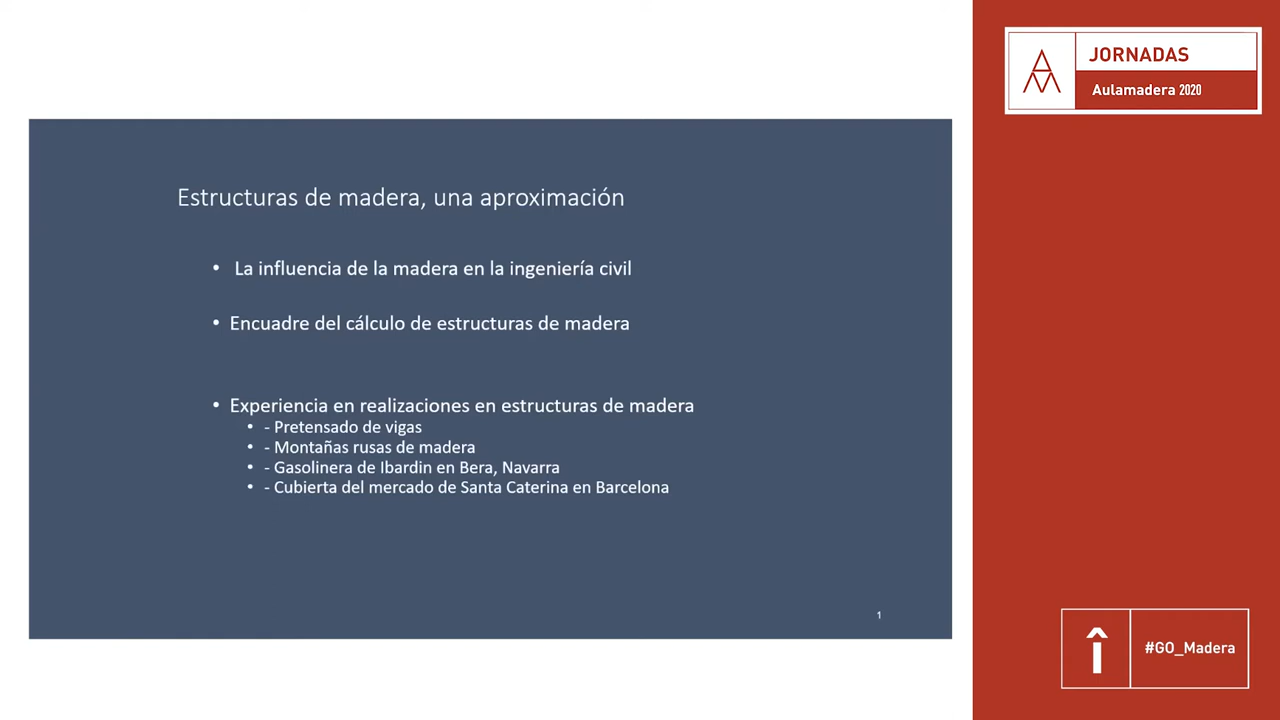 Estructuras de madera, una aproximación
• La influencia de la madera en la ingeniería civil
• Encuadre del cálculo de estructuras de madera
• Experiencia en realizaciones en estructuras de madera
• - Pretensado de vigas
• - Montañas rusas de madera
• - Gasolinera de Ibardin en Bera, Navarra
• - Cubierta del mercado de Santa Caterina en Barcelona
1
JORNADAS
Aulamadera 2020
#GO_Madera